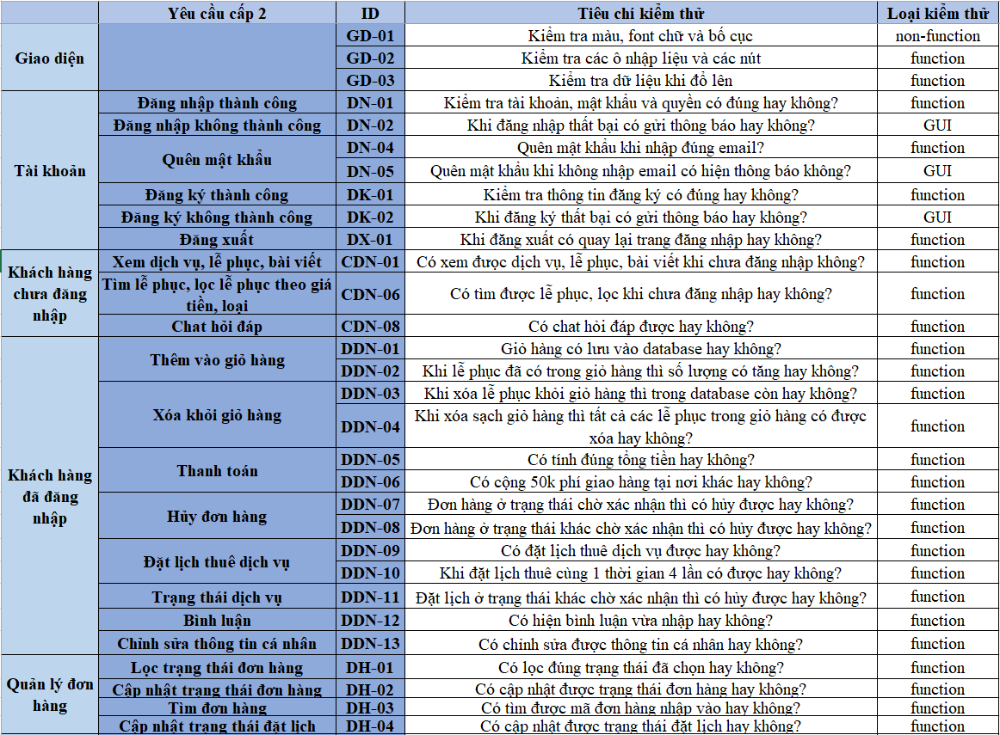 Yêu cầu cấp 2 ID Tiêu chí kiểm thử Loại kiểm thử
Giao diện
GD-01 Kiểm tra màu, font chữ và bố cục non-function
GD-02 Kiểm tra các ô nhập liệu và các nút function
GD-03 Kiểm tra dữ liệu khi đổ lên function
Tài khoản
Đăng nhập thành công DN-01 Kiểm tra tài khoản, mật khẩu và quyền có đúng hay không? function
Đăng nhập không thành công DN-02 Khi đăng nhập thất bại có gửi thông báo hay không? GUI
Quên mật khẩu
DN-04 Quên mật khẩu khi nhập đúng email? function
DN-05 Quên mật khẩu khi không nhập email có hiện thông báo không? GUI
Đăng ký thành công DK-01 Kiểm tra thông tin đăng ký có đúng hay không? function
Đăng ký không thành công DK-02 Khi đăng ký thất bại có gửi thông báo hay không? GUI
Đăng xuất DX-01 Khi đăng xuất có quay lại trang đăng nhập hay không? function
Khách hàng
chưa đăng
nhập
Xem dịch vụ, lễ phục, bài viết CDN-01 Có xem được dịch vụ, lễ phục, bài viết khi chưa đăng nhập không? function
Tìm lễ phục, lọc lễ phục theo giá
tiền, loại
CDN-06 Có tìm được lễ phục, lọc khi chưa đăng nhập hay không? function
Chat hỏi đáp CDN-08 Có chat hỏi đáp được hay không? function
Khách hàng
đã đăng
nhập
Thêm vào giỏ hàng
DDN-01 Giỏ hàng có lưu vào database hay không? function
DDN-02 Khi lễ phục đã có trong giỏ hàng thì số lượng có tăng hay không? function
Xóa khỏi giỏ hàng
DDN-03 Khi xóa lễ phục khỏi giỏ hàng thì trong database còn hay không? function
DDN-04 Khi xóa sạch giỏ hàng thì tất cả các lễ phục trong giỏ hàng có được
xóa hay không?
function
Thanh toán
DDN-05 Có tính đúng tổng tiền hay không? function
DDN-06 Có cộng 50k phí giao hàng tại nơi khác hay không? function
Hủy đơn hàng
DDN-07 Đơn hàng ở trạng thái chờ xác nhận thì có hủy được hay không? function
DDN-08 Đơn hàng ở trạng thái khác chờ xác nhận thì có hủy được hay không? function
Đặt lịch thuê dịch vụ
DDN-09 Có đặt lịch thuê dịch vụ được hay không? function
DDN-10 Khi đặt lịch thuê cùng 1 thời gian 4 lần có được hay không? function
Trạng thái dịch vụ DDN-11 Đặt lịch ở trạng thái khác chờ xác nhận thì có hủy được hay không? function
Bình luận DDN-12 Có hiện bình luận vừa nhập hay không? function
Chỉnh sửa thông tin cá nhân DDN-13 Có chỉnh sửa được thông tin cá nhân hay không? function
Quản lý đơn
hàng
Lọc trạng thái đơn hàng DH-01 Có lọc đúng trạng thái đã chọn hay không? function
Cập nhật trạng thái đơn hàng DH-02 Có cập nhật được trạng thái đơn hàng hay không? function
Tìm đơn hàng DH-03 Có tìm được mã đơn hàng nhập vào hay không? function
Cập nhật trạng thái đặt lịch DH-04 Có cập nhật được trạng thái đặt lịch hay không? function